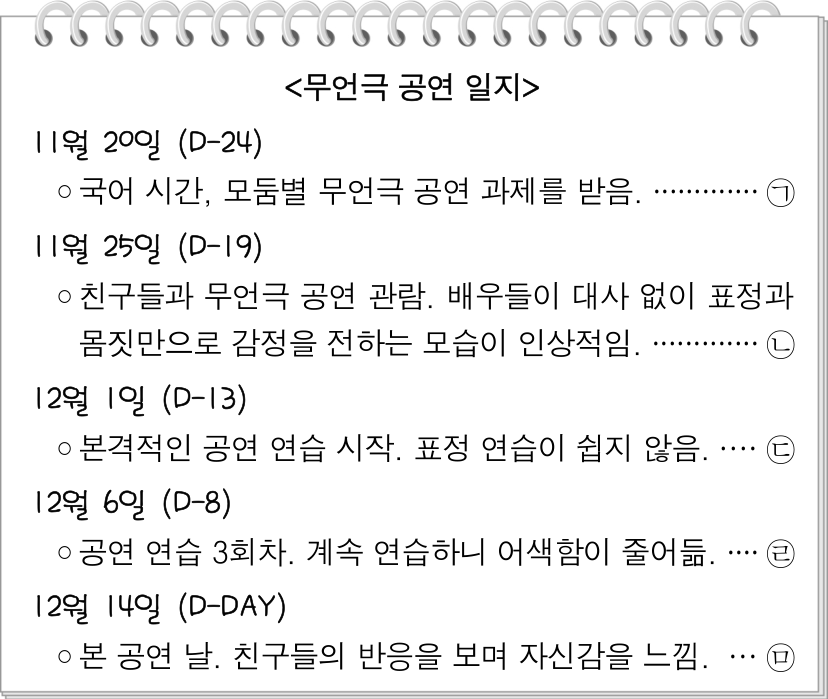 <무언극 공연 일지>
11월 20일 (D-24)
○ 국어 시간, 모둠별 무언극 공연 과제를 받음. ············· ㉠
11월 25일 (D-19)
○ 친구들과 무언극 공연 관람. 배우들이 대사 없이 표정과
몸짓만으로 감정을 전하는 모습이 인상적임. ············· ㉡
12월 1일 (D-13)
○ 본격적인 공연 연습 시작. 표정 연습이 쉽지 않음. ···· ㉢
12월 6일 (D-8)
○ 공연 연습 3회차. 계속 연습하니 어색함이 줄어듦. ···· ㉣
12월 14일 (D-DAY)
○ 본 공연 날. 친구들의 반응을 보며 자신감을 느낌. ··· ㉤